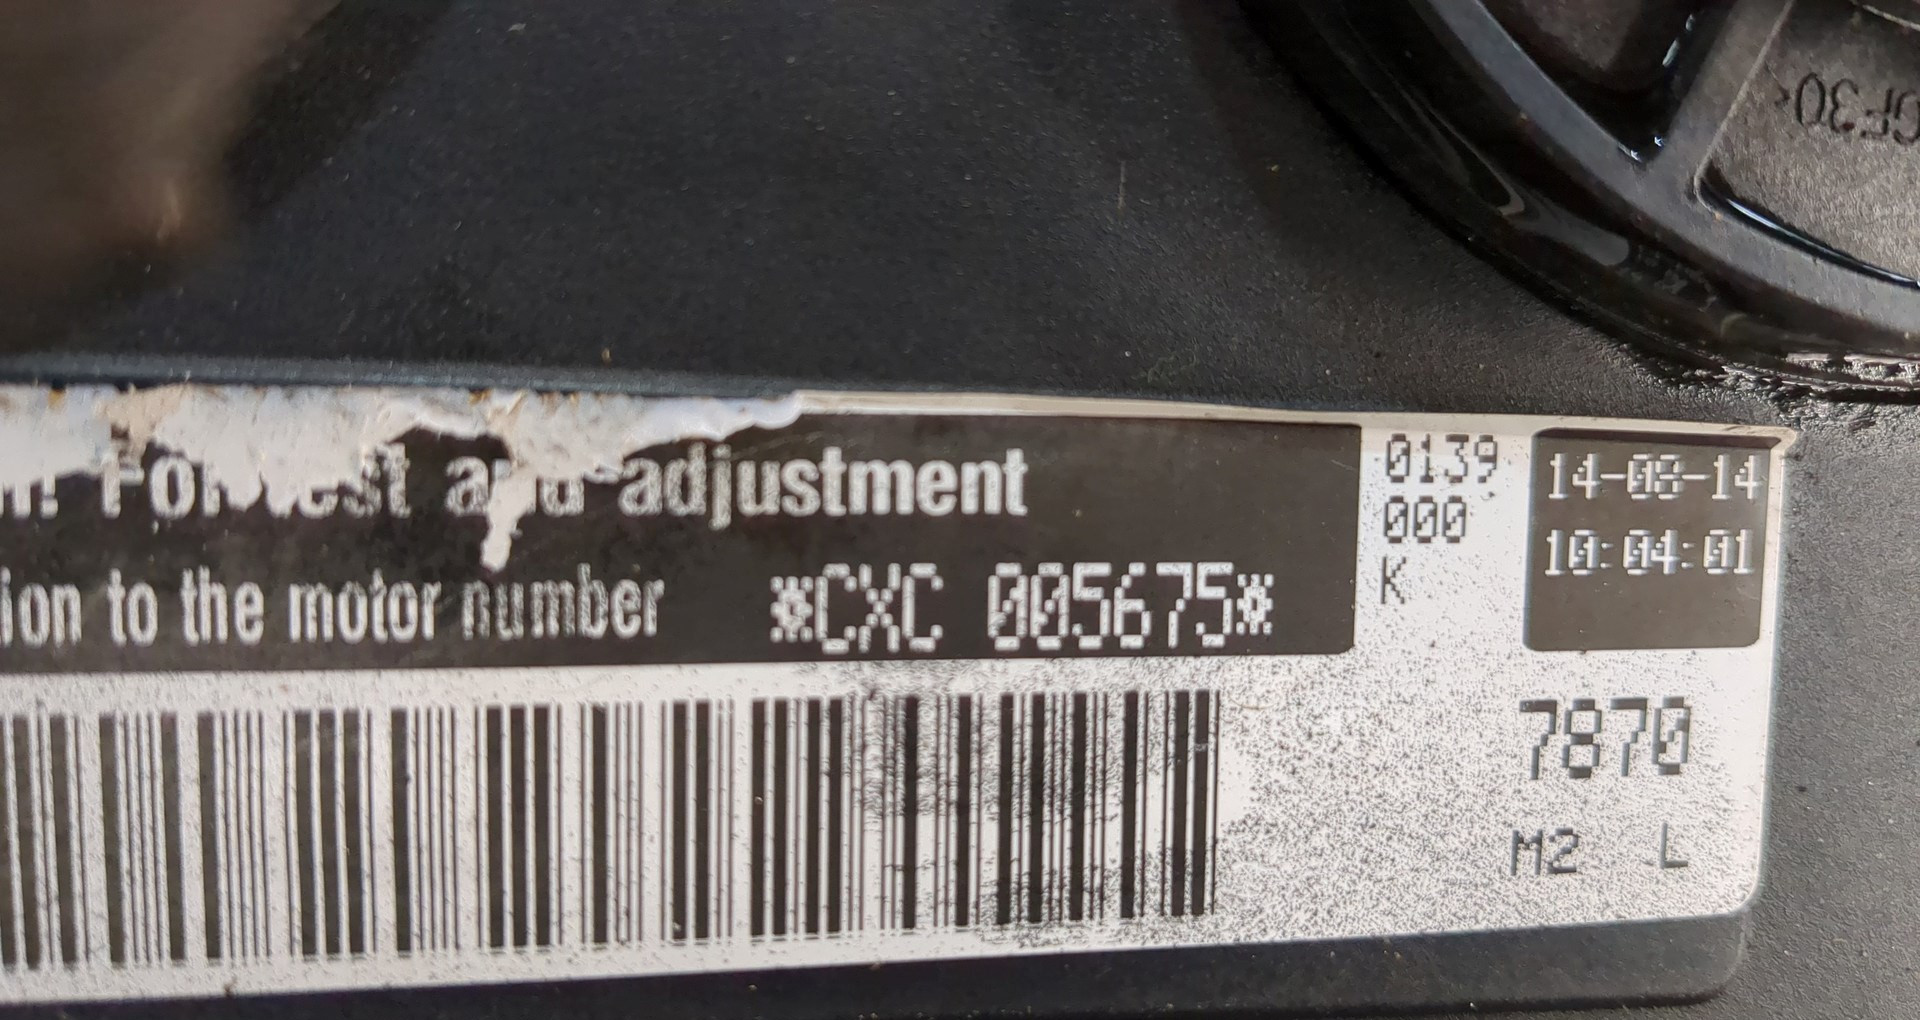 GF30<
adjustment
ion to the motor number *CXC 005675*
0139
000
K
14-08-14
10:04:01
7870
M2 L